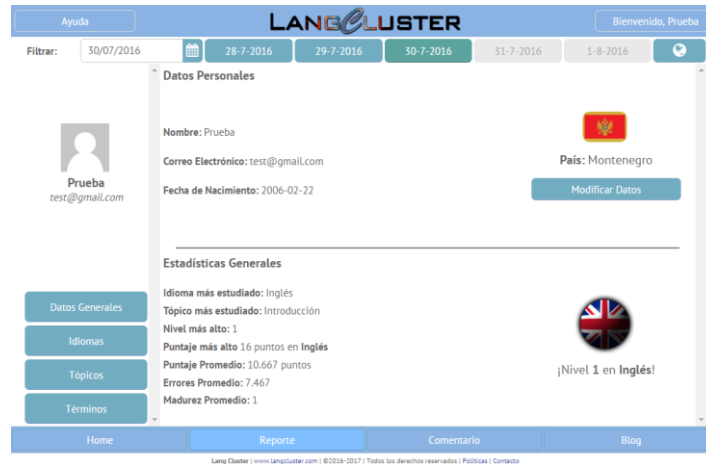 Ayuda
LANGCLUSTER
Bienvenido, Prueba
Filtrar:
30/07/2016
28-7-2016
29-7-2016
30-7-2016
31-7-2016
1-8-2016
Datos Personales
Nombre: Prueba
Correo Electrónico: test@gmail.com
Fecha de Nacimiento: 2006-02-22
País: Montenegro
Modificar Datos
Prueba
test@gmail.com
Estadísticas Generales
Idioma más estudiado: Inglés
Tópico más estudiado: Introducción
Nivel más alto: 1
Puntaje más alto 16 puntos en Inglés
Puntaje Promedio: 10.667 puntos
Errores Promedio: 7.467
Madurez Promedio: 1
¡Nivel 1 en Inglés!
Datos Generales
Idiomas
Tópicos
Términos
Home
Reporte
Comentario
Blog
Lang Cluster | www.langcluster.com | ©2016-2017 | Todos los derechos reservados | Políticas | Contacto